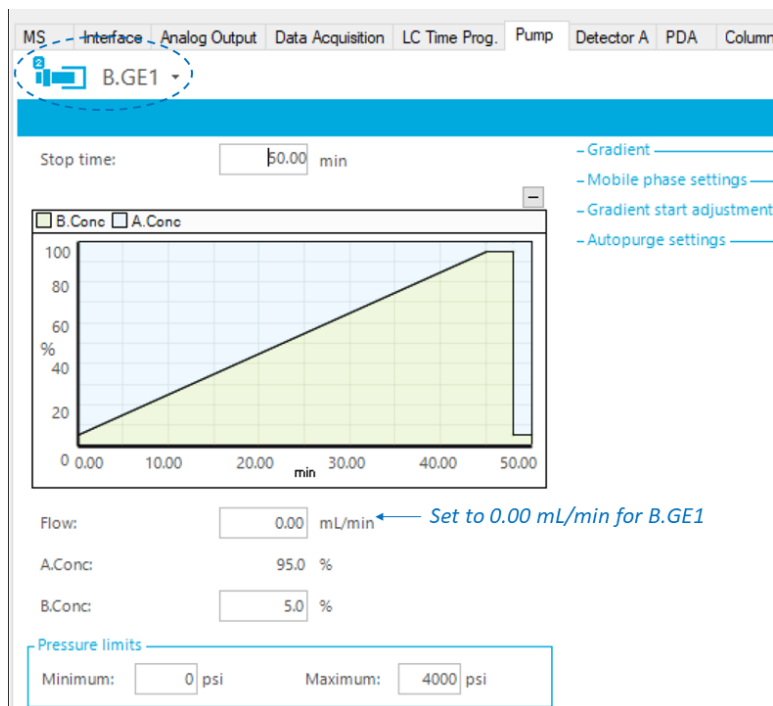 MS Interface Analog Output Data Acquisition LC Time Prog. Pump Detector A PDA Column
2
B.GE1
Stop time: 50.00 min
Gradient
Mobile phase settings
Gradient start adjustment
Autopurge settings
B.Conc A.Conc
100
80
60
%
40
20
0 0.00 10.00 20.00 30.00 40.00 50.00
min
Flow: 0.00 mL/min Set to 0.00 mL/min for B.GE1
A.Conc: 95.0 %
B.Conc: 5.0 %
Pressure limits
Minimum: 0 psi Maximum: 4000 psi